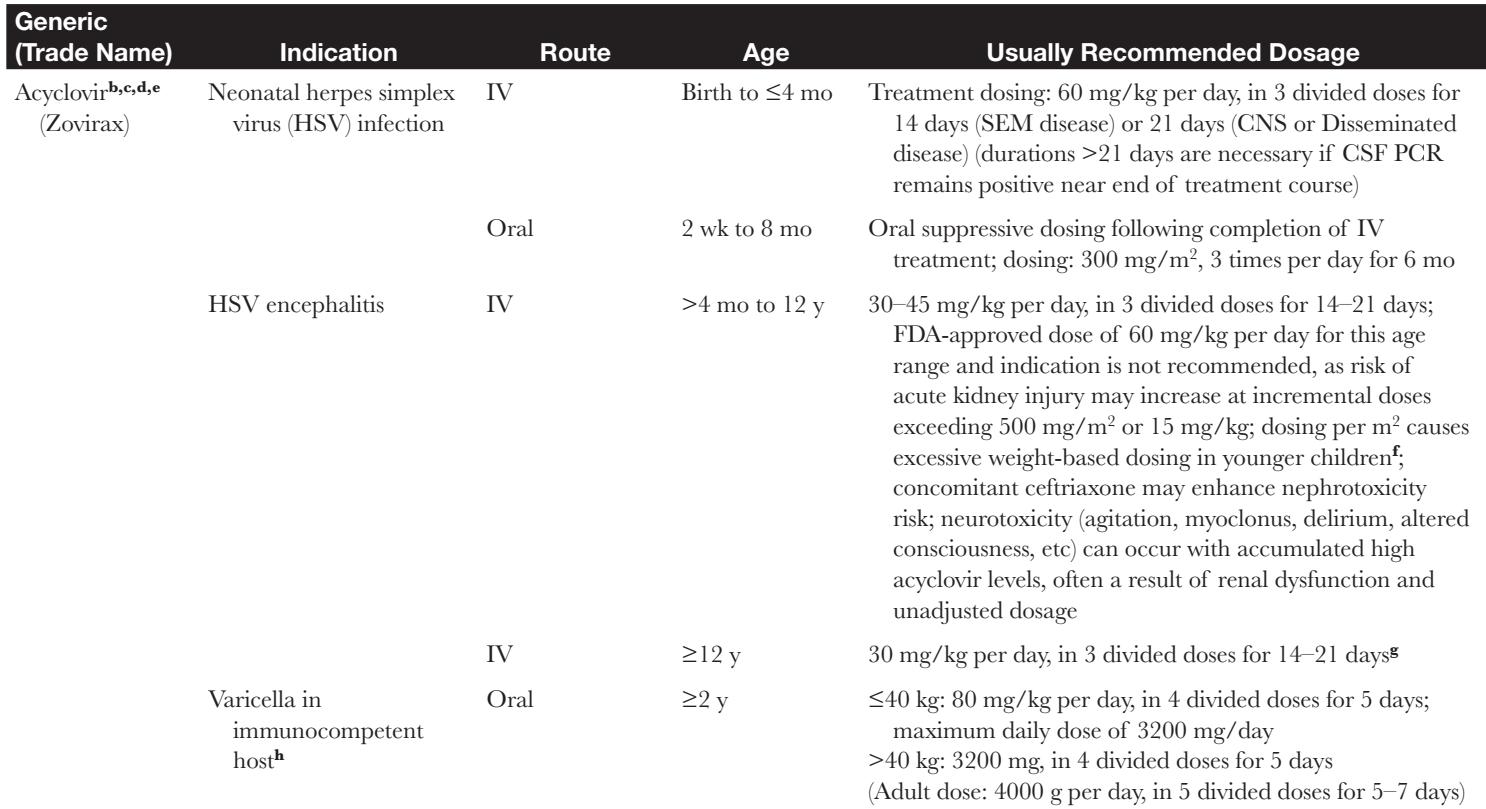 Generic
(Trade Name) Indication Route Age Usually Recommended Dosage
Acyclovirb,c,d,e Neonatal herpes simplex IV Birth to ≤4 mo Treatment dosing: 60 mg/kg per day, in 3 divided doses for
(Zovirax) virus (HSV) infection 14 days (SEM disease) or 21 days (CNS or Disseminated
disease) (durations >21 days are necessary if CSF PCR
remains positive near end of treatment course)
Oral 2 wk to 8 mo Oral suppressive dosing following completion of IV
treatment; dosing: 300 mg/m², 3 times per day for 6 mo
HSV encephalitis IV >4 mo to 12 y 30–45 mg/kg per day, in 3 divided doses for 14–21 days;
FDA-approved dose of 60 mg/kg per day for this age
range and indication is not recommended, as risk of
acute kidney injury may increase at incremental doses
exceeding 500 mg/m² or 15 mg/kg; dosing per m² causes
excessive weight-based dosing in younger childrenf;
concomitant ceftriaxone may enhance nephrotoxicity
risk; neurotoxicity (agitation, myoclonus, delirium, altered
consciousness, etc) can occur with accumulated high
acyclovir levels, often a result of renal dysfunction and
unadjusted dosage
IV ≥12 y 30 mg/kg per day, in 3 divided doses for 14–21 daysg
Varicella in Oral ≥2 y ≤40 kg: 80 mg/kg per day, in 4 divided doses for 5 days;
immunocompetent maximum daily dose of 3200 mg/day
hosth >40 kg: 3200 mg, in 4 divided doses for 5 days
(Adult dose: 4000 g per day, in 5 divided doses for 5–7 days)